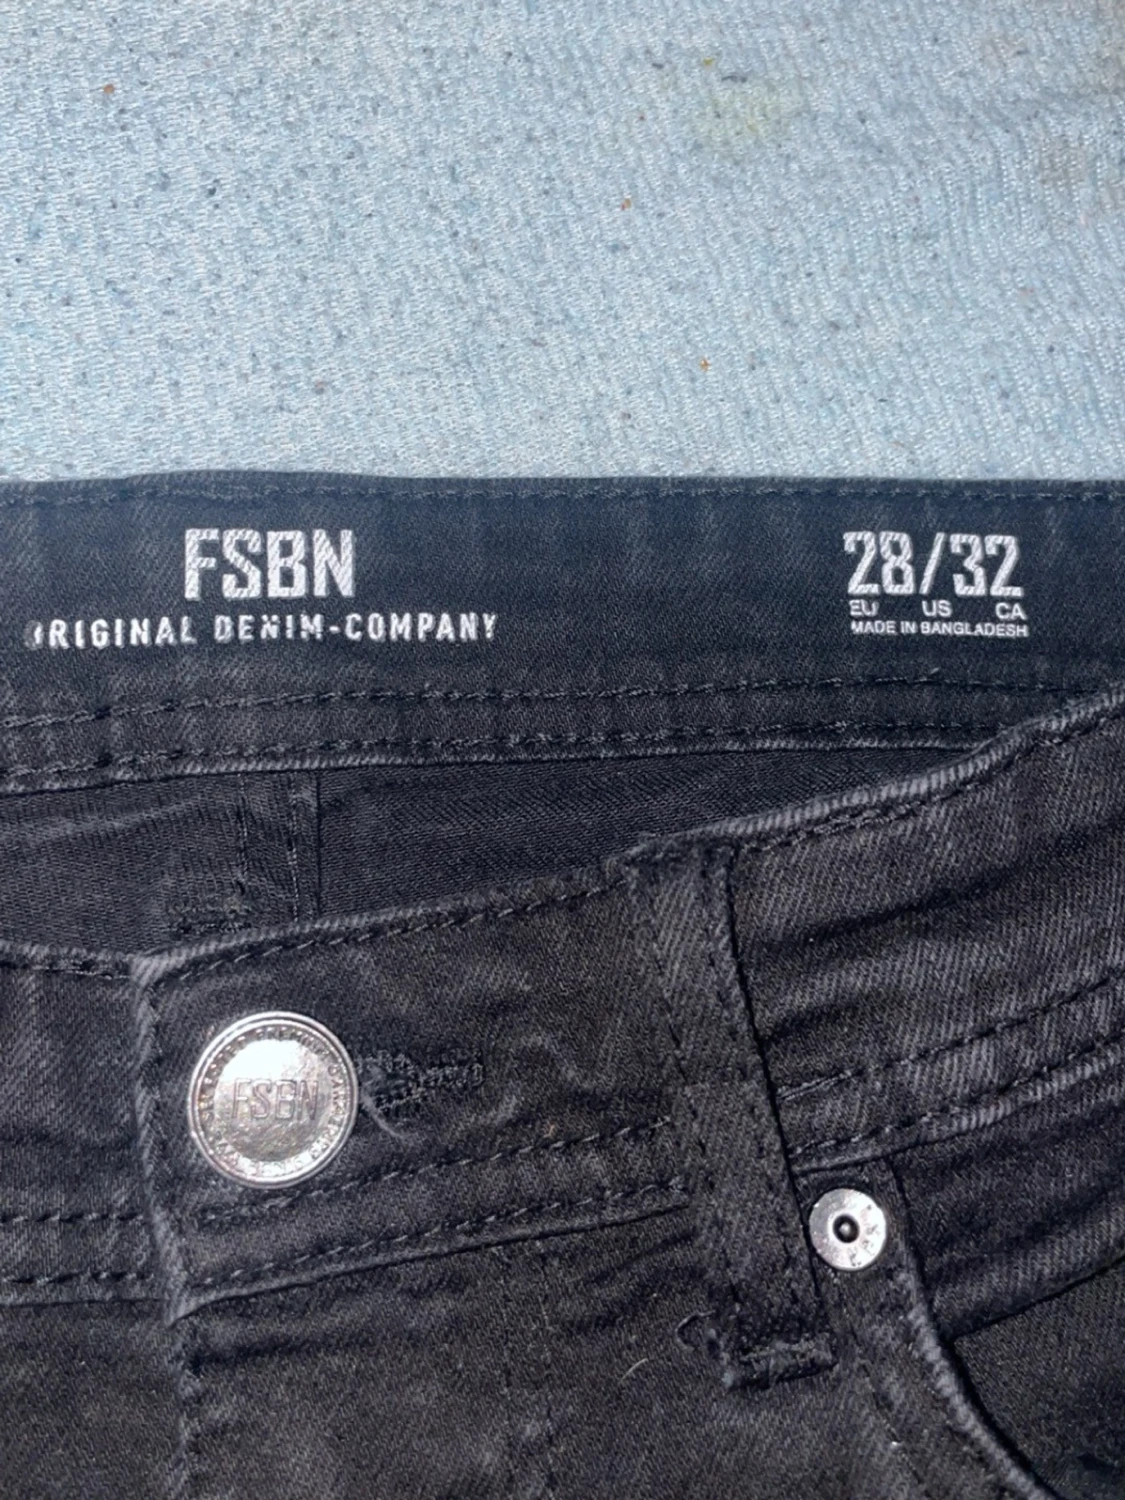 FSBN
ORIGINAL DENIM-COMPANY
28/32
EU US CA
MADE IN BANGLADESH
FSBN